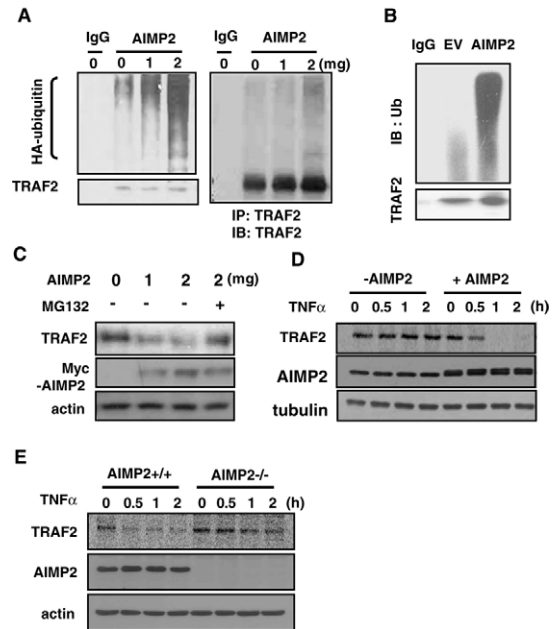 A
IgG AIMP2
0 0 1 2
HA-ubiquitin
TRAF2
IgG AIMP2
0 0 1 2 (mg)
IP: TRAF2
IB: TRAF2
B
IgG EV AIMP2
IB : Ub
TRAF2
C
AIMP2 0 1 2 2 (mg)
MG132 - - - +
TRAF2
Myc
-AIMP2
actin
D
-AIMP2 + AIMP2
TNFα 0 0.5 1 2 0 0.5 1 2 (h)
TRAF2
AIMP2
tubulin
E
AIMP2+/+ AIMP2-/-
TNFα 0 0.5 1 2 0 0.5 1 2 (h)
TRAF2
AIMP2
actin